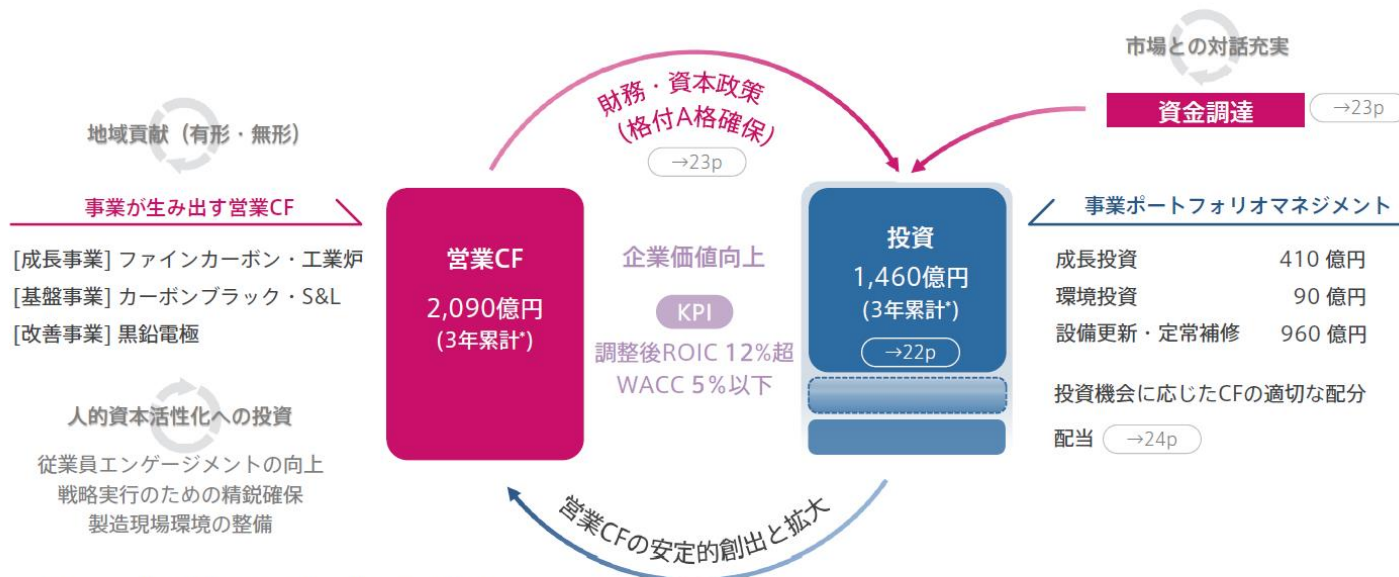 市場との対話充実
資金調達
→23p
財務・資本政策
(格付A格確保)
→23p
地域貢献（有形・無形）
事業が生み出す営業CF
[成長事業] ファインカーボン・工業炉
[基盤事業] カーボンブラック・S&L
[改善事業] 黒鉛電極
人的資本活性化への投資
従業員エンゲージメントの向上
戦略実行のための精鋭確保
製造現場環境の整備
営業CF
2,090億円
(3年累計*)
企業価値向上
KPI
調整後ROIC 12%超
WACC 5%以下
投資
1,460億円
(3年累計*)
→22p
事業ポートフォリオマネジメント
成長投資 410 億円
環境投資 90 億円
設備更新・定常補修 960 億円
投資機会に応じたCFの適切な配分
配当 →24p
営業CFの安定的創出と拡大